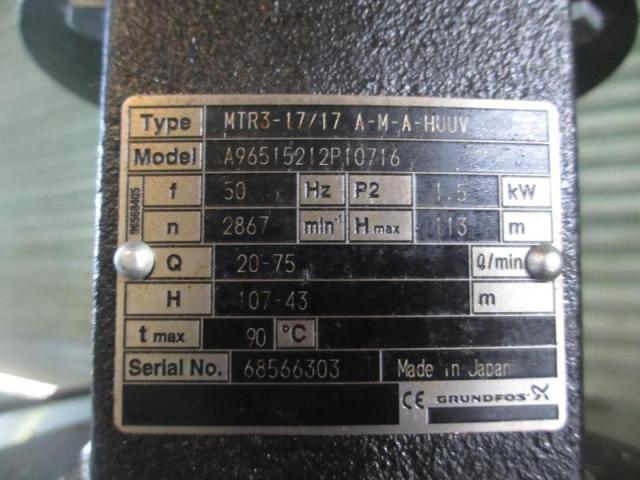 Type MTR3-17/17 A-M-A-HUUV
Model A96515212P10716
f 50 Hz P2 1.5 kW
n 2867 min⁻¹ H max 113 m
Q 20-75 ℓ/min
H 107-43 m
t max 90 °C
Serial No. 68566303 Made in Japan
CE GRUNDFOS
96568405